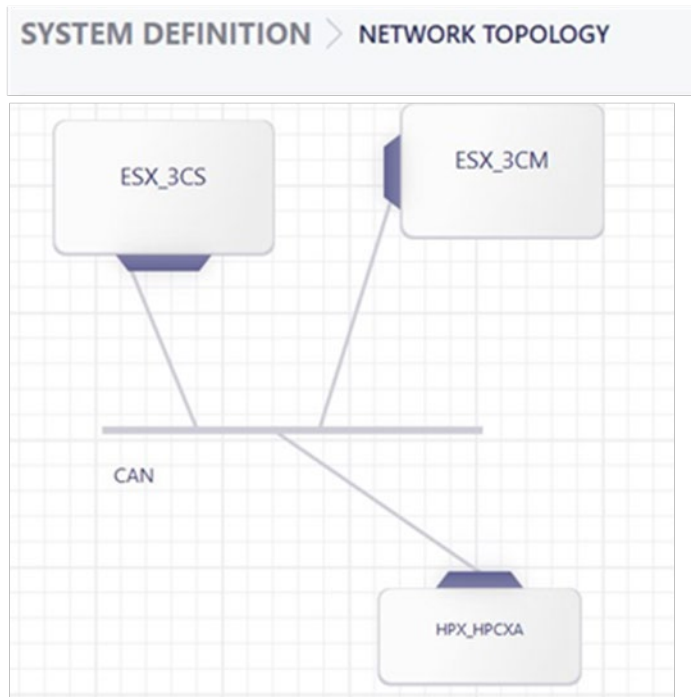 SYSTEM DEFINITION > NETWORK TOPOLOGY
ESX_3CS
ESX_3CM
CAN
HPX_HPCXA